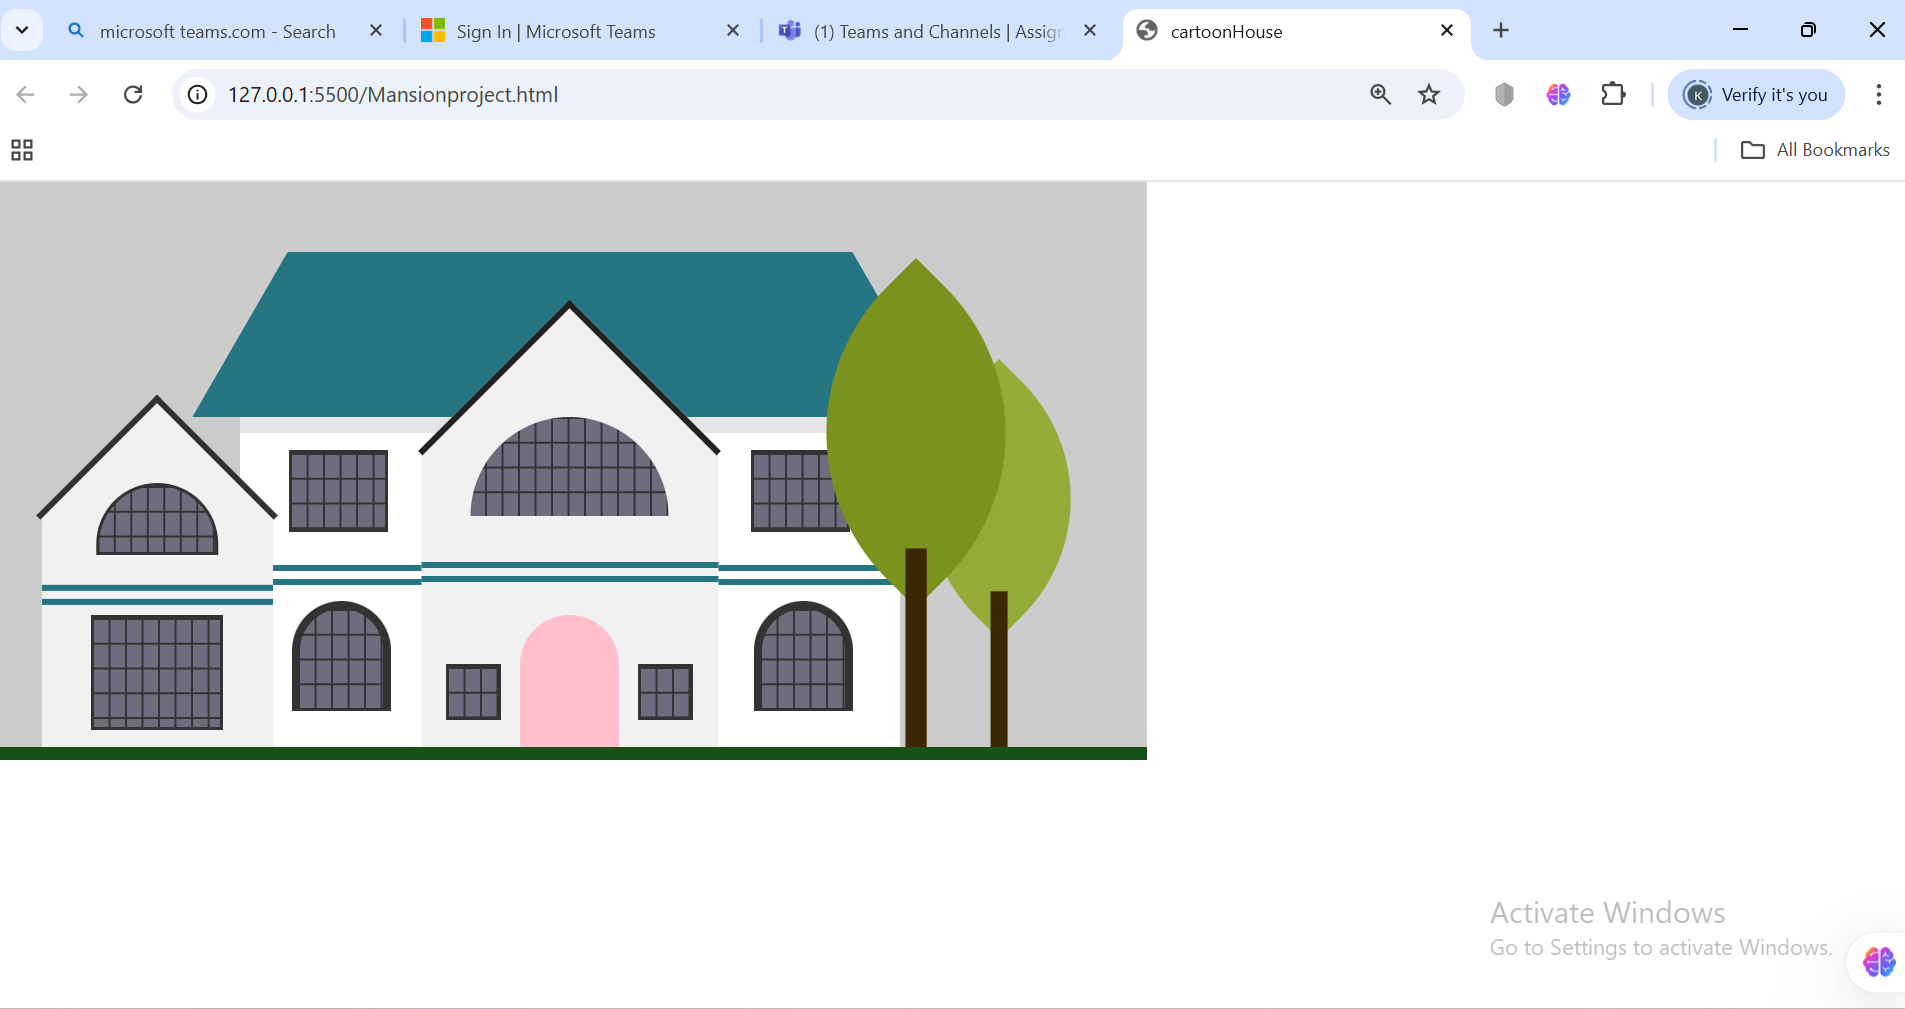 microsoft teams.com - Search
Sign In | Microsoft Teams
(1) Teams and Channels | Assign
cartoonHouse
127.0.0.1:5500/Mansionproject.html
K
Verify it's you
All Bookmarks
Activate Windows
Go to Settings to activate Windows.